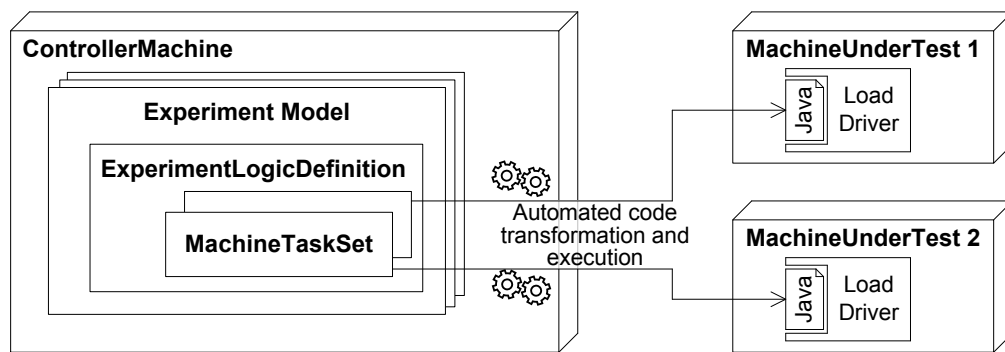 ControllerMachine
Experiment Model
ExperimentLogicDefinition
MachineTaskSet
Automated code
transformation and
execution
MachineUnderTest 1
Java
Load
Driver
MachineUnderTest 2
Java
Load
Driver